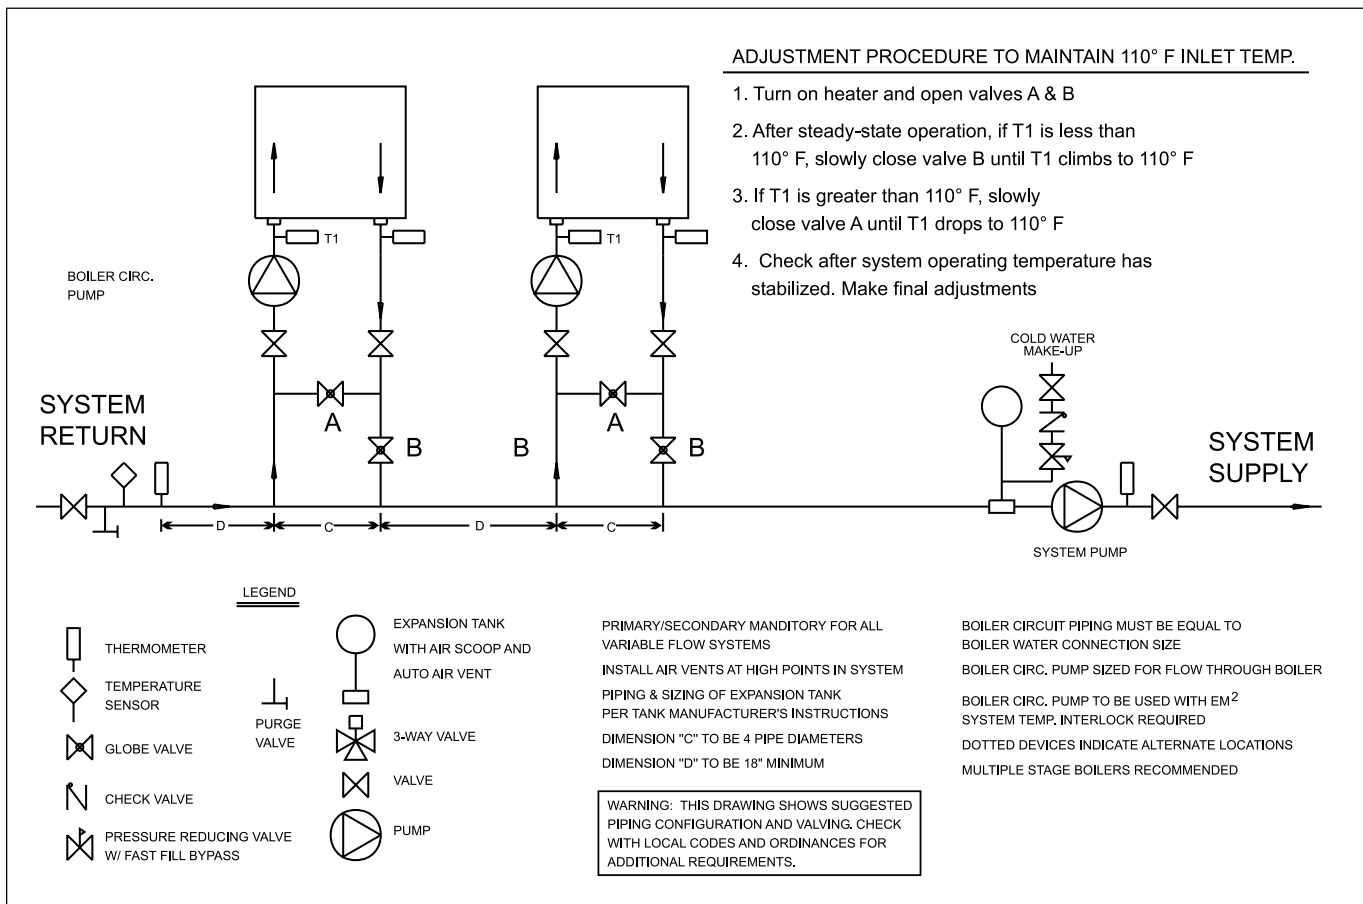 ADJUSTMENT PROCEDURE TO MAINTAIN 110° F INLET TEMP.
1. Turn on heater and open valves A & B
2. After steady-state operation, if T1 is less than
110° F, slowly close valve B until T1 climbs to 110° F
3. If T1 is greater than 110° F, slowly
close valve A until T1 drops to 110° F
4. Check after system operating temperature has
stabilized. Make final adjustments
T1
T1
BOILER CIRC.
PUMP
COLD WATER
MAKE-UP
SYSTEM
RETURN
A
B
B
A
B
SYSTEM
SUPPLY
D
C
D
C
SYSTEM PUMP
LEGEND
THERMOMETER
TEMPERATURE
SENSOR
GLOBE VALVE
CHECK VALVE
PRESSURE REDUCING VALVE
W/ FAST FILL BYPASS
PURGE
VALVE
EXPANSION TANK
WITH AIR SCOOP AND
AUTO AIR VENT
3-WAY VALVE
VALVE
PUMP
PRIMARY/SECONDARY MANDITORY FOR ALL
VARIABLE FLOW SYSTEMS
INSTALL AIR VENTS AT HIGH POINTS IN SYSTEM
PIPING & SIZING OF EXPANSION TANK
PER TANK MANUFACTURER'S INSTRUCTIONS
DIMENSION "C" TO BE 4 PIPE DIAMETERS
DIMENSION "D" TO BE 18" MINIMUM
WARNING: THIS DRAWING SHOWS SUGGESTED
PIPING CONFIGURATION AND VALVING. CHECK
WITH LOCAL CODES AND ORDINANCES FOR
ADDITIONAL REQUIREMENTS.
BOILER CIRCUIT PIPING MUST BE EQUAL TO
BOILER WATER CONNECTION SIZE
BOILER CIRC. PUMP SIZED FOR FLOW THROUGH BOILER
BOILER CIRC. PUMP TO BE USED WITH EM²
SYSTEM TEMP. INTERLOCK REQUIRED
DOTTED DEVICES INDICATE ALTERNATE LOCATIONS
MULTIPLE STAGE BOILERS RECOMMENDED